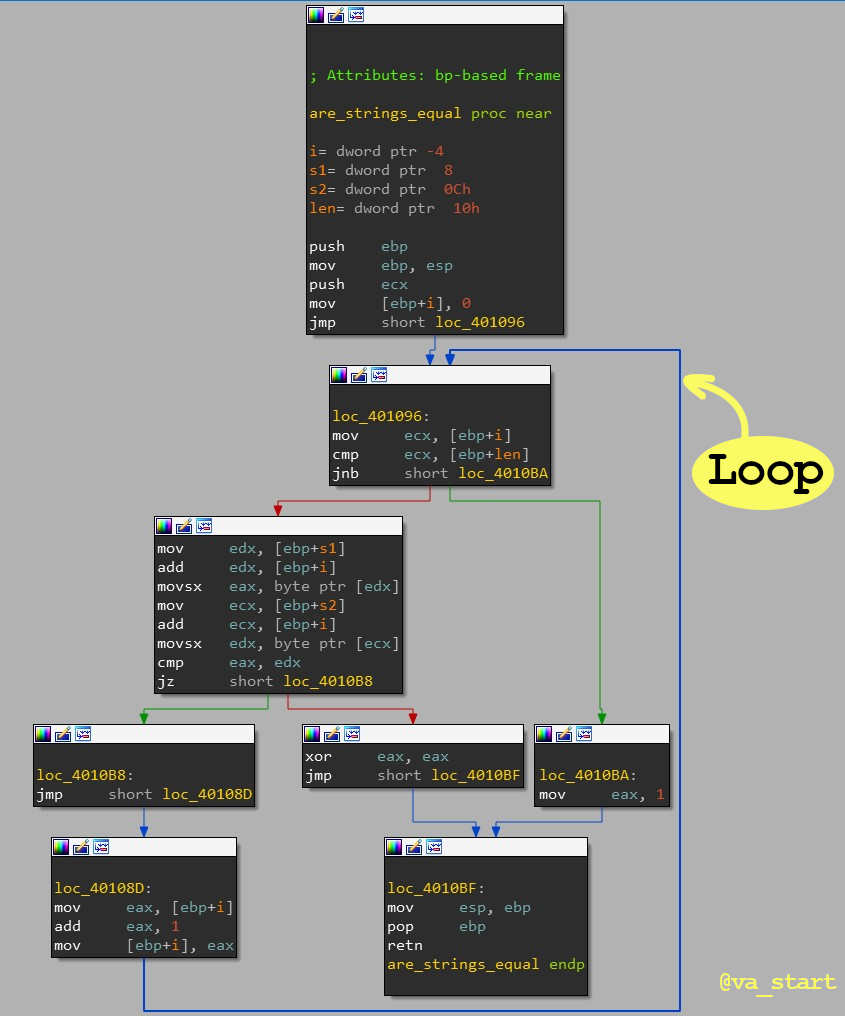 ; Attributes: bp-based frame
are_strings_equal proc near
i= dword ptr -4
s1= dword ptr  8
s2= dword ptr  0Ch
len= dword ptr  10h
push    ebp
mov     ebp, esp
push    ecx
mov     [ebp+i], 0
jmp     short loc_401096
loc_401096:
mov     ecx, [ebp+i]
cmp     ecx, [ebp+len]
jnb     short loc_4010BA
Loop
mov     edx, [ebp+s1]
add     edx, [ebp+i]
movsx   eax, byte ptr [edx]
mov     ecx, [ebp+s2]
add     ecx, [ebp+i]
movsx   edx, byte ptr [ecx]
cmp     eax, edx
jz      short loc_4010B8
loc_4010B8:
jmp     short loc_40108D
xor     eax, eax
jmp     short loc_4010BF
loc_4010BA:
mov     eax, 1
loc_40108D:
mov     eax, [ebp+i]
add     eax, 1
mov     [ebp+i], eax
loc_4010BF:
mov     esp, ebp
pop     ebp
retn
are_strings_equal endp
@va_start